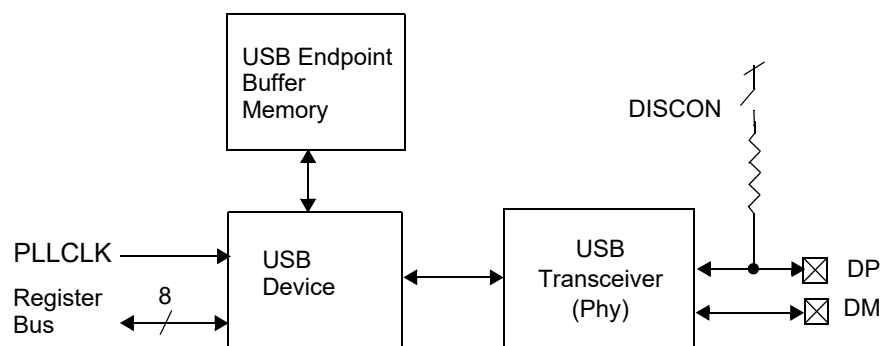 USB Endpoint
Buffer
Memory
DISCON
PLLCLK
USB
Device
USB
Transceiver
(Phy)
DP
Register
Bus
8
DM